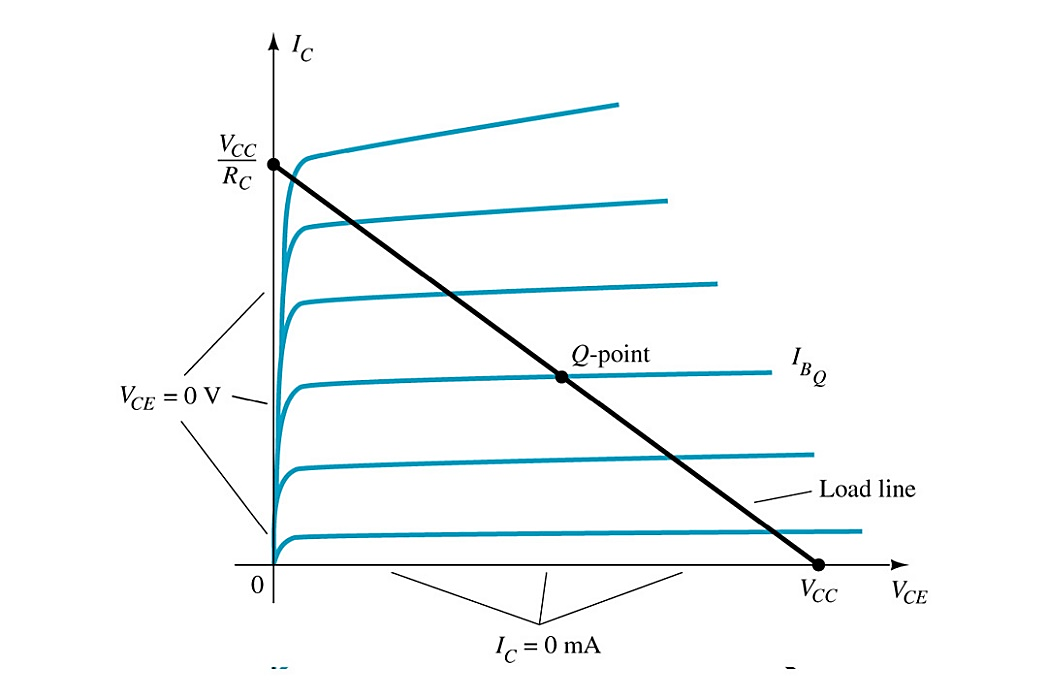 I_C
V_CC
R_C
Q-point
I_B_Q
V_CE = 0 V
Load line
0
V_CC
V_CE
I_C = 0 mA